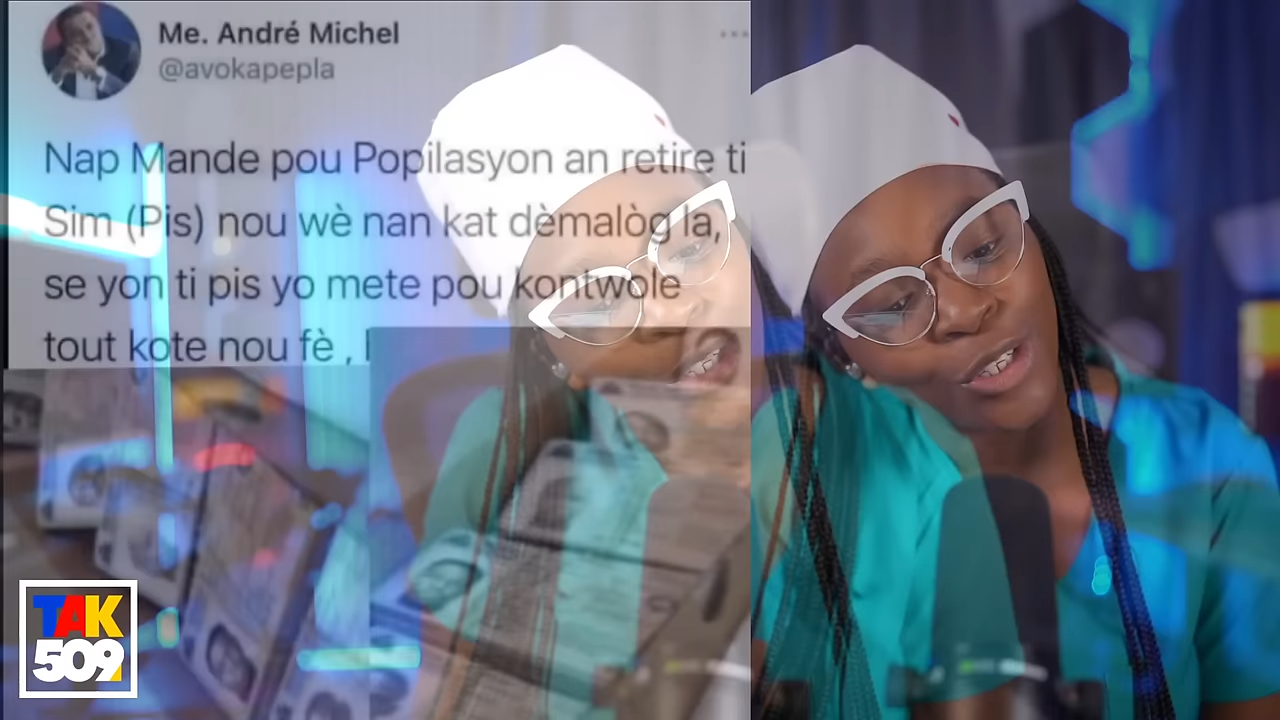 Me. André Michel
@avokapepla
Nap Mande pou Popilasyon an retire ti
Sim (Pis) nou wè nan kat dèmalòg la,
se yon ti pis yo mete pou kontwole
tout kote nou fè ,
TAK
509